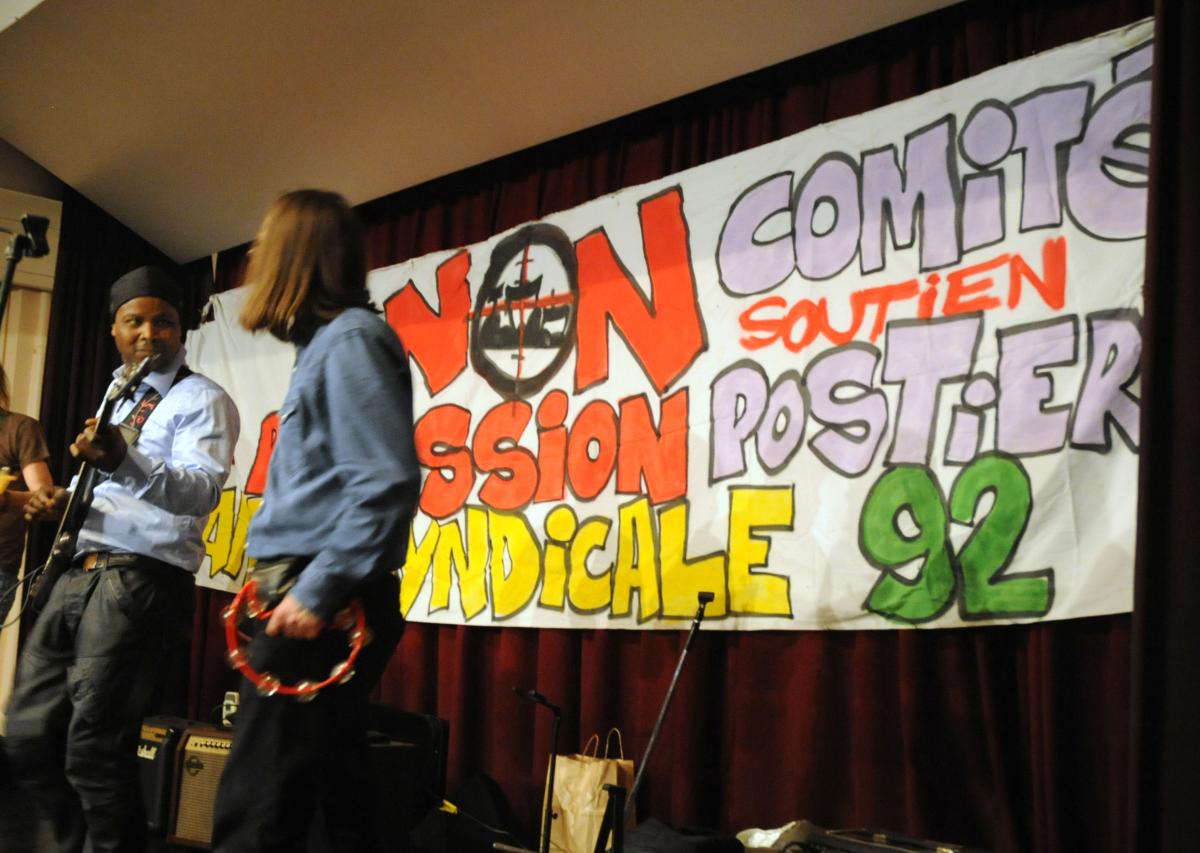 NON
SSION
YNDICALE
COMITÉ
SOUTIEN
POSTIER
92